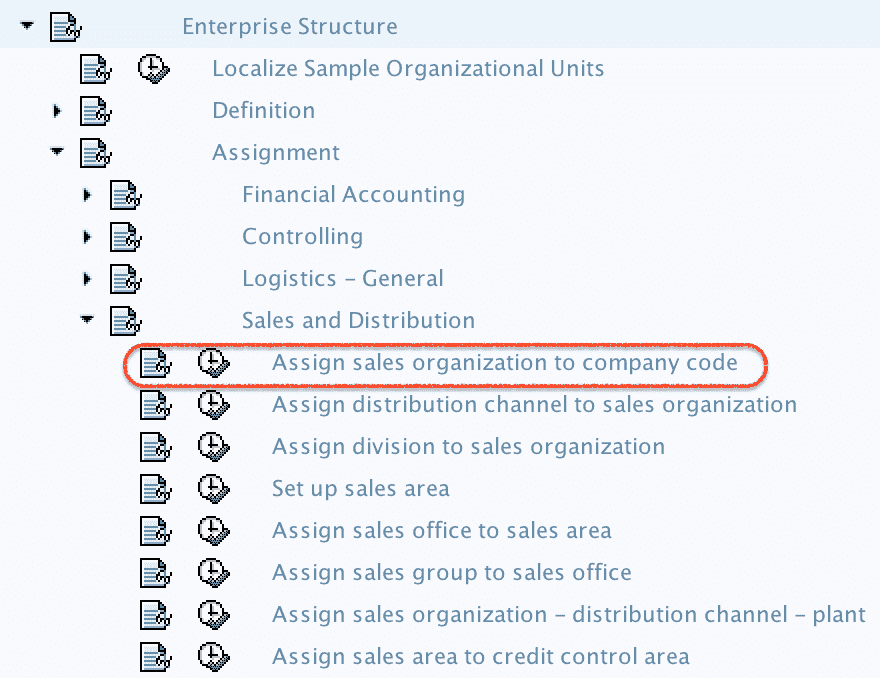 Enterprise Structure
Localize Sample Organizational Units
Definition
Assignment
Financial Accounting
Controlling
Logistics – General
Sales and Distribution
Assign sales organization to company code
Assign distribution channel to sales organization
Assign division to sales organization
Set up sales area
Assign sales office to sales area
Assign sales group to sales office
Assign sales organization – distribution channel – plant
Assign sales area to credit control area